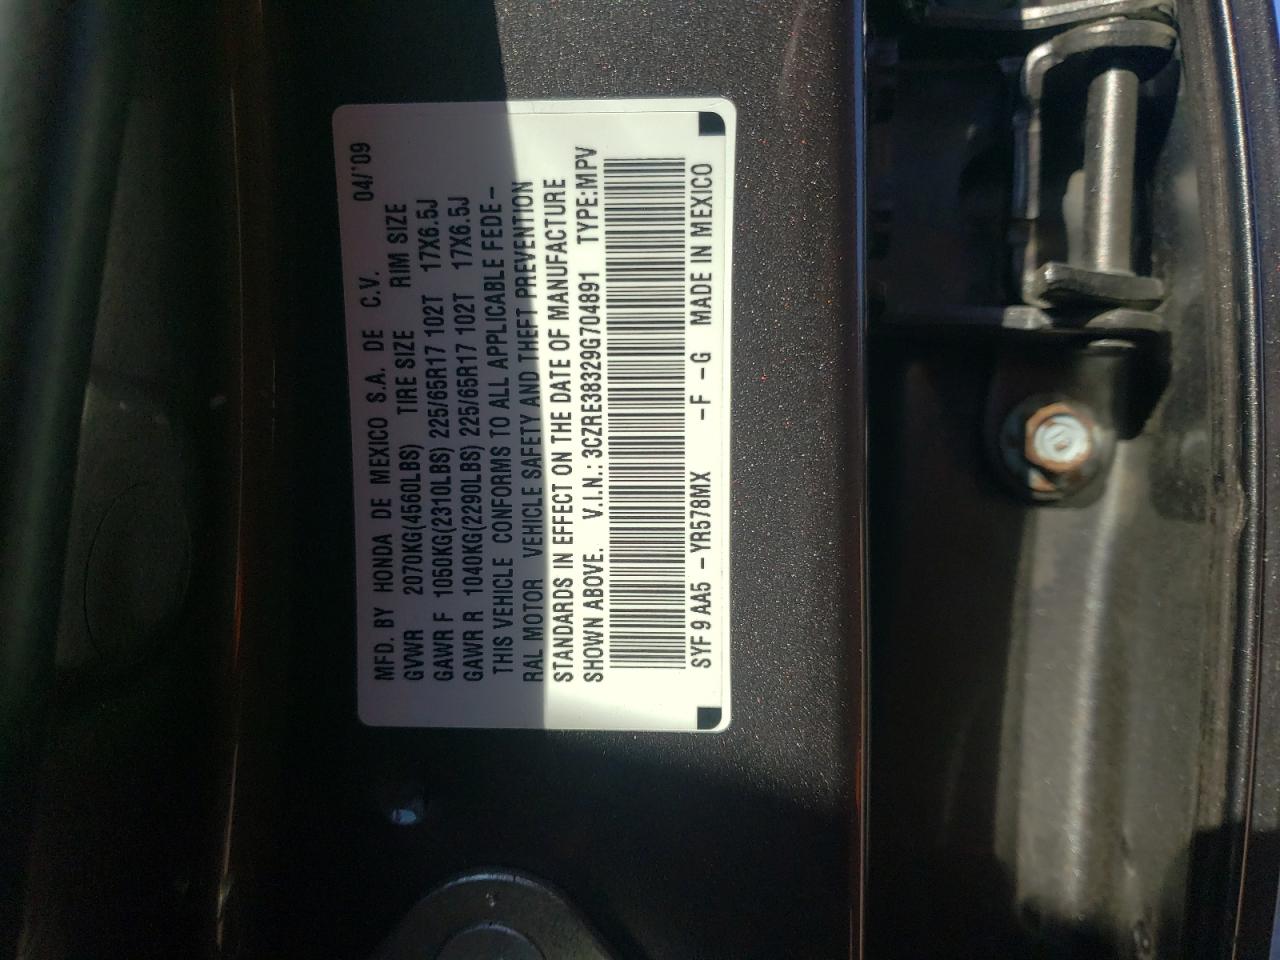 MFD. BY HONDA DE MEXICO S.A. DE C.V. 04/'09
GVWR 2070KG(4560LBS) TIRE SIZE RIM SIZE
GAWR F 1050KG(2310LBS) 225/65R17 102T 17X6.5J
GAWR R 1040KG(2290LBS) 225/65R17 102T 17X6.5J
THIS VEHICLE CONFORMS TO ALL APPLICABLE FEDE-
RAL MOTOR VEHICLE SAFETY AND THEFT PREVENTION
STANDARDS IN EFFECT ON THE DATE OF MANUFACTURE
SHOWN ABOVE. V.I.N.: 3CZRE38329G704891 TYPE:MPV
SYF 9 AA5 - YR578MX -F -G MADE IN MEXICO